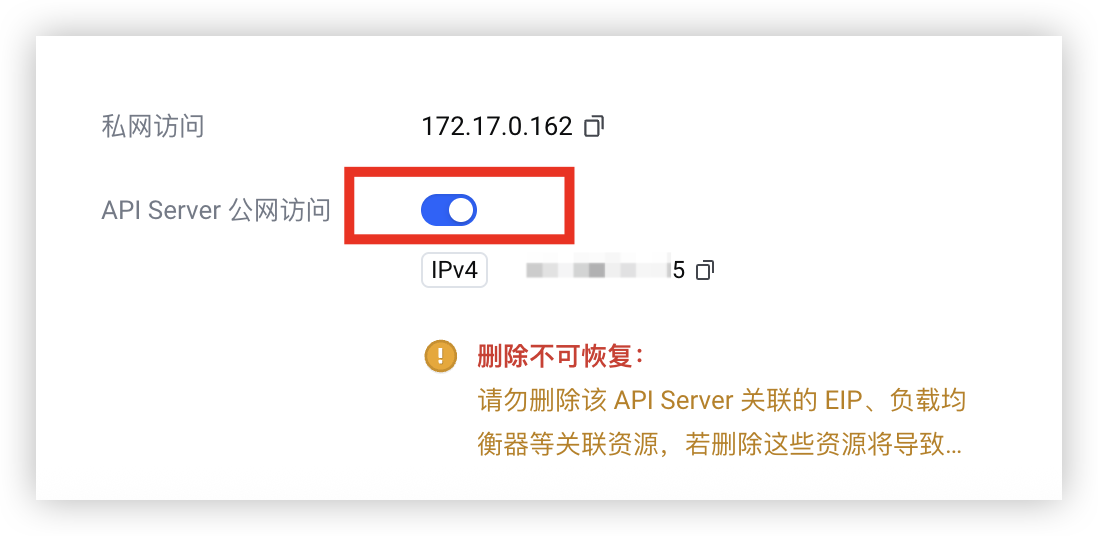 私网访问 172.17.0.162
API Server 公网访问
IPv4 5
删除不可恢复：
请勿删除该 API Server 关联的 EIP、负载均
衡器等关联资源，若删除这些资源将导致...